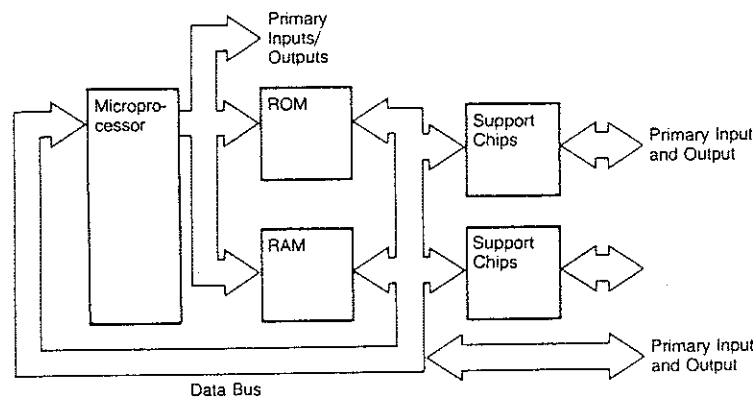 Primary
Inputs/
Outputs
Micropro-
cessor
ROM
Support
Chips
Primary Input
and Output
RAM
Support
Chips
Primary Input
and Output
Data Bus